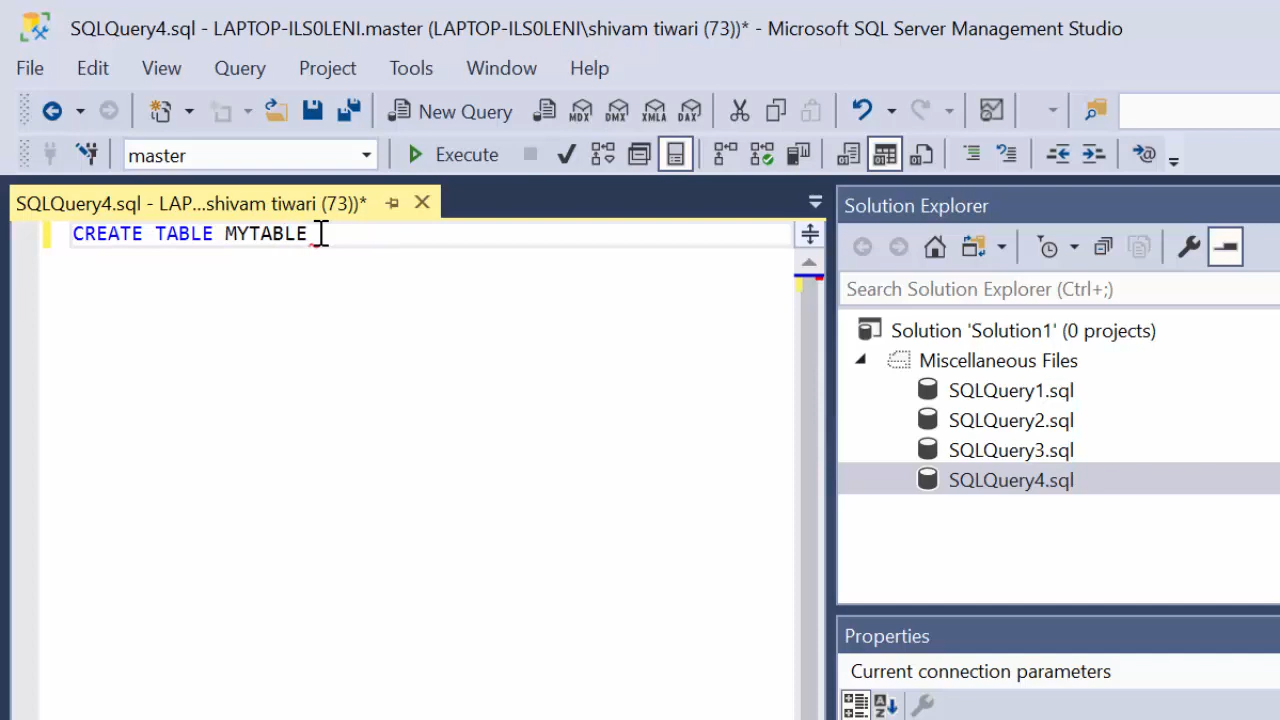 SQLQuery4.sql - LAPTOP-ILS0LENI.master (LAPTOP-ILS0LENI\shivam tiwari (73))* - Microsoft SQL Server Management Studio
File Edit View Query Project Tools Window Help
New Query MDX DMX XMLA DAX
master Execute
SQLQuery4.sql - LAP...shivam tiwari (73))*
CREATE TABLE MYTABLE
Solution Explorer
Search Solution Explorer (Ctrl+;)
Solution 'Solution1' (0 projects)
Miscellaneous Files
SQLQuery1.sql
SQLQuery2.sql
SQLQuery3.sql
SQLQuery4.sql
Properties
Current connection parameters